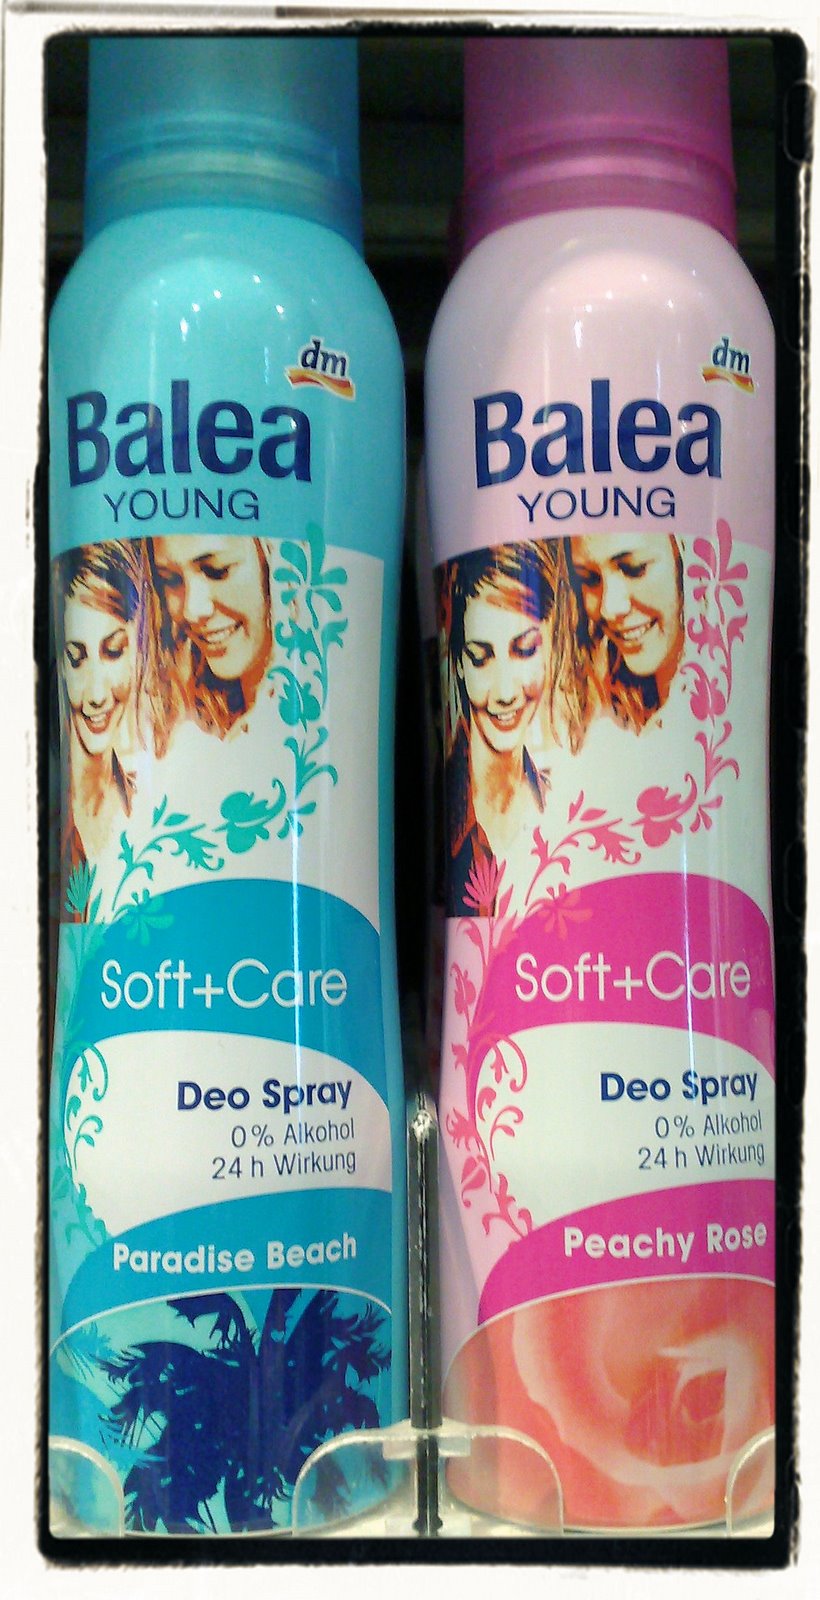 dm
Balea
YOUNG
Soft+Care
Deo Spray
0% Alkohol
24 h Wirkung
Paradise Beach
dm
Balea
YOUNG
Soft+Care
Deo Spray
0% Alkohol
24 h Wirkung
Peachy Rose